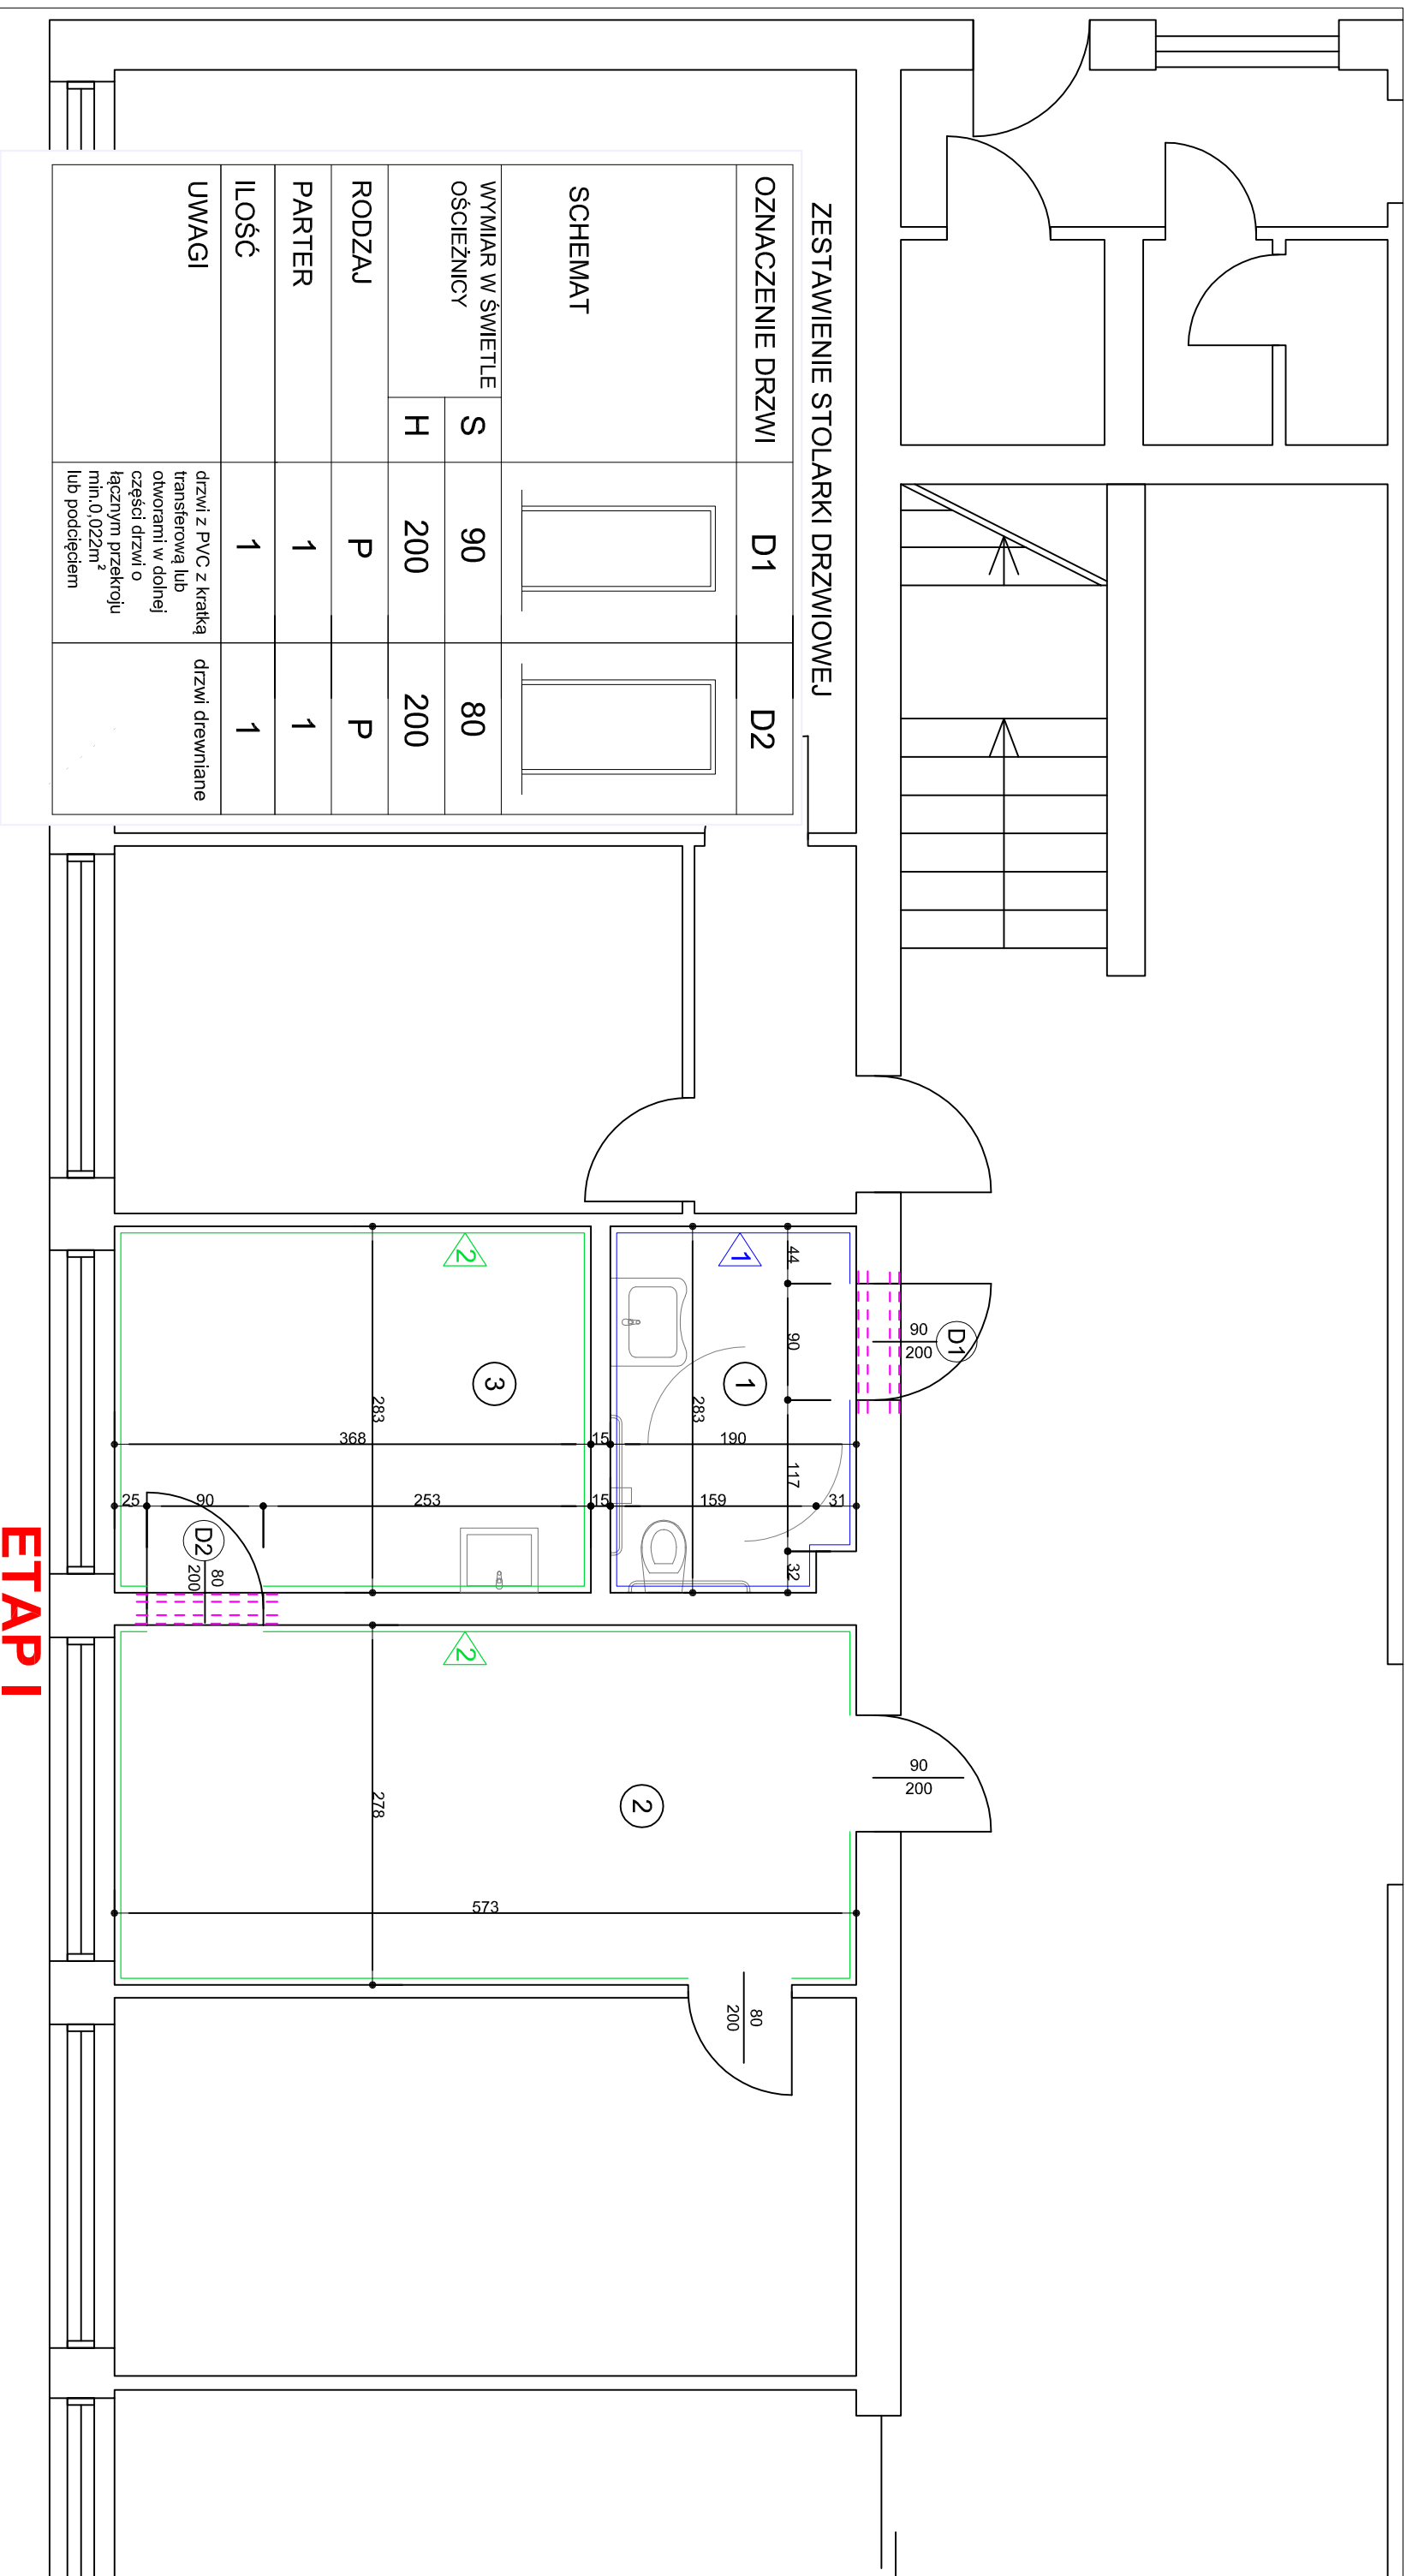 ZESTAWIENIE STOLARKI DRZWIOWEJ
OZNACZENIE DRZWI
D1
D2
SCHEMAT
WYMIAR W ŚWIETLE
OŚCIEŻNICY
S
90
80
H
200
200
RODZAJ
P
P
PARTER
1
1
ILOŚĆ
1
1
UWAGI
drzwi z PVC z kratką
transferową lub
otworami w dolnej
części drzwi o
łącznym przekroju
min.0,022m²
lub podcięciem
drzwi drewniane
44
90
117
32
283
190
159
31
15
15
1
1
D1
90
200
2
3
283
368
25
90
253
D2
80
200
2
2
278
573
90
200
80
200
ETAP I